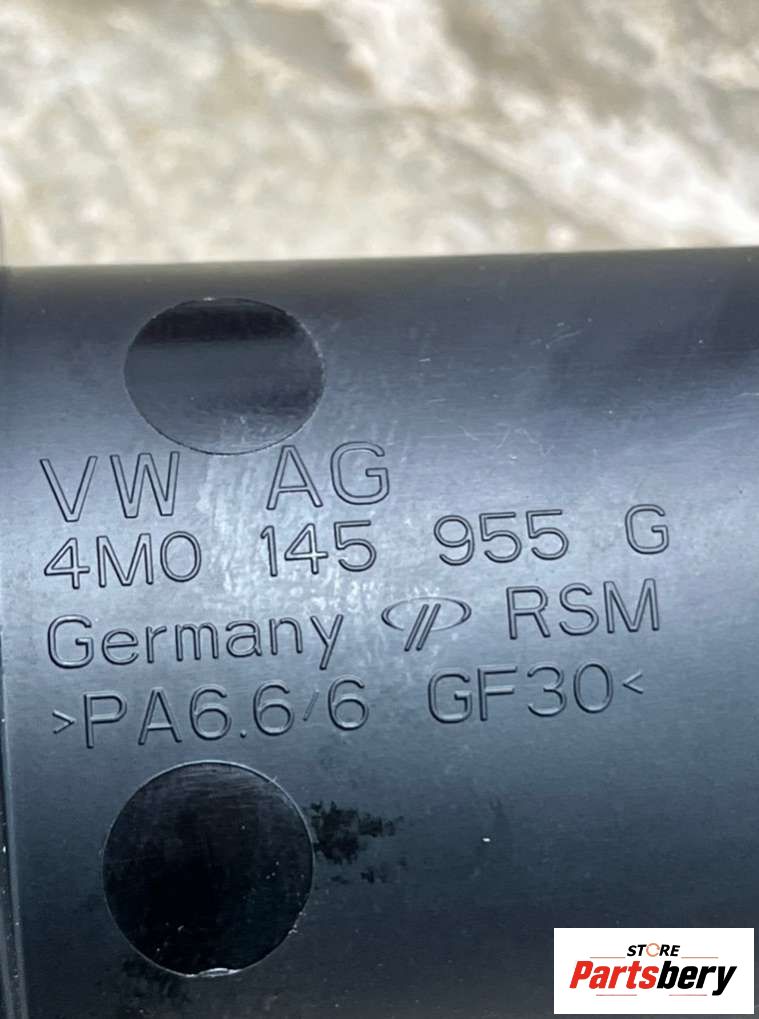 VW AG
4M0 145 955 G
Germany RSM
>PA6.6/6 GF30<
STORE
Partsbery